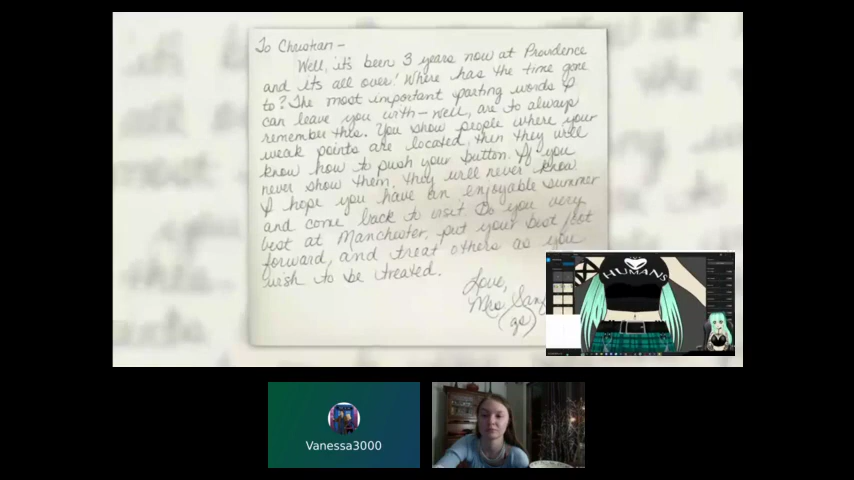 To Christian -
Well, it's been 3 years now at Providence
and it's all over! Where has the time gone
to? The most important parting words I
can leave you with - well, are to always
remember this. You show people where your
weak points are located, then they will
know how to push your button. If you
never show them, they will never know
I hope you have an enjoyable summer
and come back to visit. Do you very
best at Manchester, put your best foot
forward, and treat others as you
wish to be treated.
Love,
Mrs
HUMANS
Vanessa3000